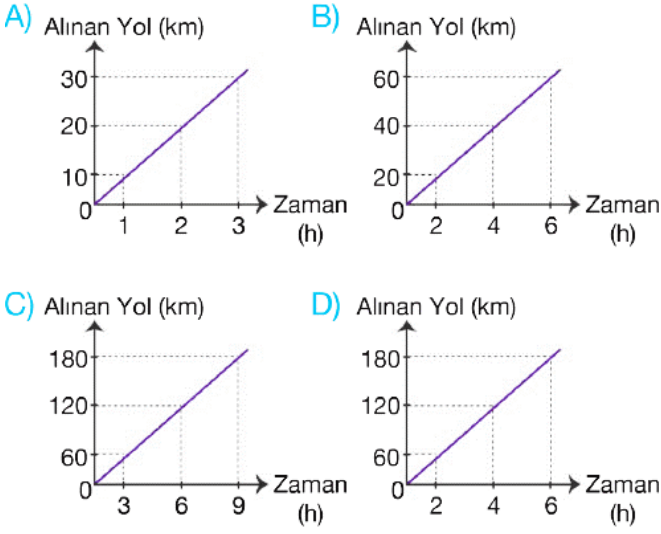 A) Alınan Yol (km)
30
20
10
0
1 2 3
Zaman
(h)
B) Alınan Yol (km)
60
40
20
0
2 4 6
Zaman
(h)
C) Alınan Yol (km)
180
120
60
0
3 6 9
Zaman
(h)
D) Alınan Yol (km)
180
120
60
0
2 4 6
Zaman
(h)